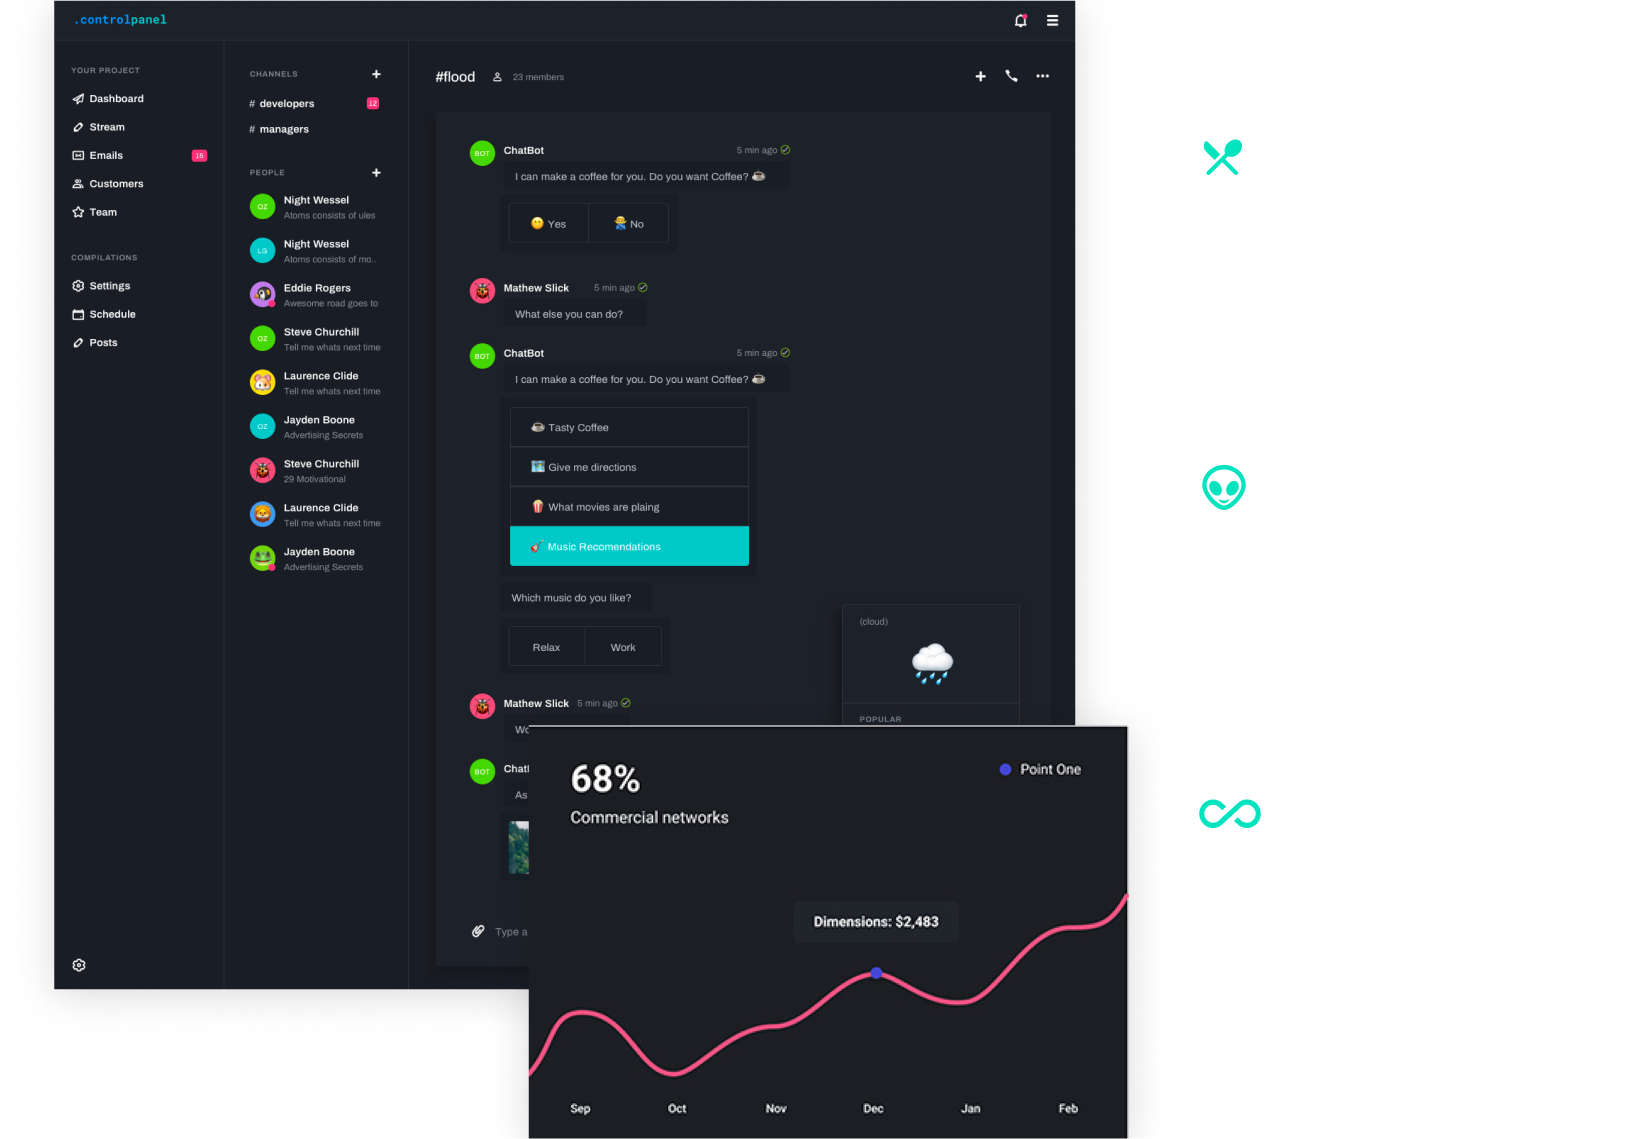 .controlpanel
YOUR PROJECT
Dashboard
Stream
Emails
15
Customers
Team
COMPILATIONS
Settings
Schedule
Posts
CHANNELS
# developers
12
# managers
PEOPLE
OZ
Night Wessel
Atoms consists of ules
LG
Night Wessel
Atoms consists of mo..
Eddie Rogers
Awesome road goes to
OZ
Steve Churchill
Tell me whats next time
Laurence Clide
Tell me whats next time
OZ
Jayden Boone
Advertising Secrets
Steve Churchill
29 Motivational
Laurence Clide
Tell me whats next time
Jayden Boone
Advertising Secrets
#flood
23 members
BOT
ChatBot
5 min ago
I can make a coffee for you. Do you want Coffee? ☕
😶 Yes
🙅‍♂️ No
Mathew Slick
5 min ago
What else you can do?
BOT
ChatBot
5 min ago
I can make a coffee for you. Do you want Coffee? ☕
☕ Tasty Coffee
🗺️ Give me directions
🍿 What movies are plaing
🎸 Music Recomendations
Which music do you like?
Relax
Work
(cloud)
POPULAR
Mathew Slick
5 min ago
Wo
BOT
Chat
As
Type a
68%
Commercial networks
Point One
Dimensions: $2,483
Sep
Oct
Nov
Dec
Jan
Feb